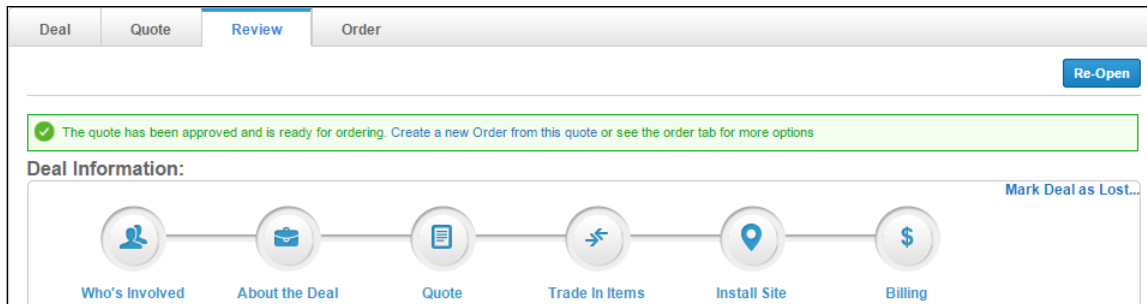 Deal Quote Review Order
Re-Open
The quote has been approved and is ready for ordering. Create a new Order from this quote or see the order tab for more options
Deal Information:
Mark Deal as Lost...
$
Who's Involved About the Deal Quote Trade In Items Install Site Billing